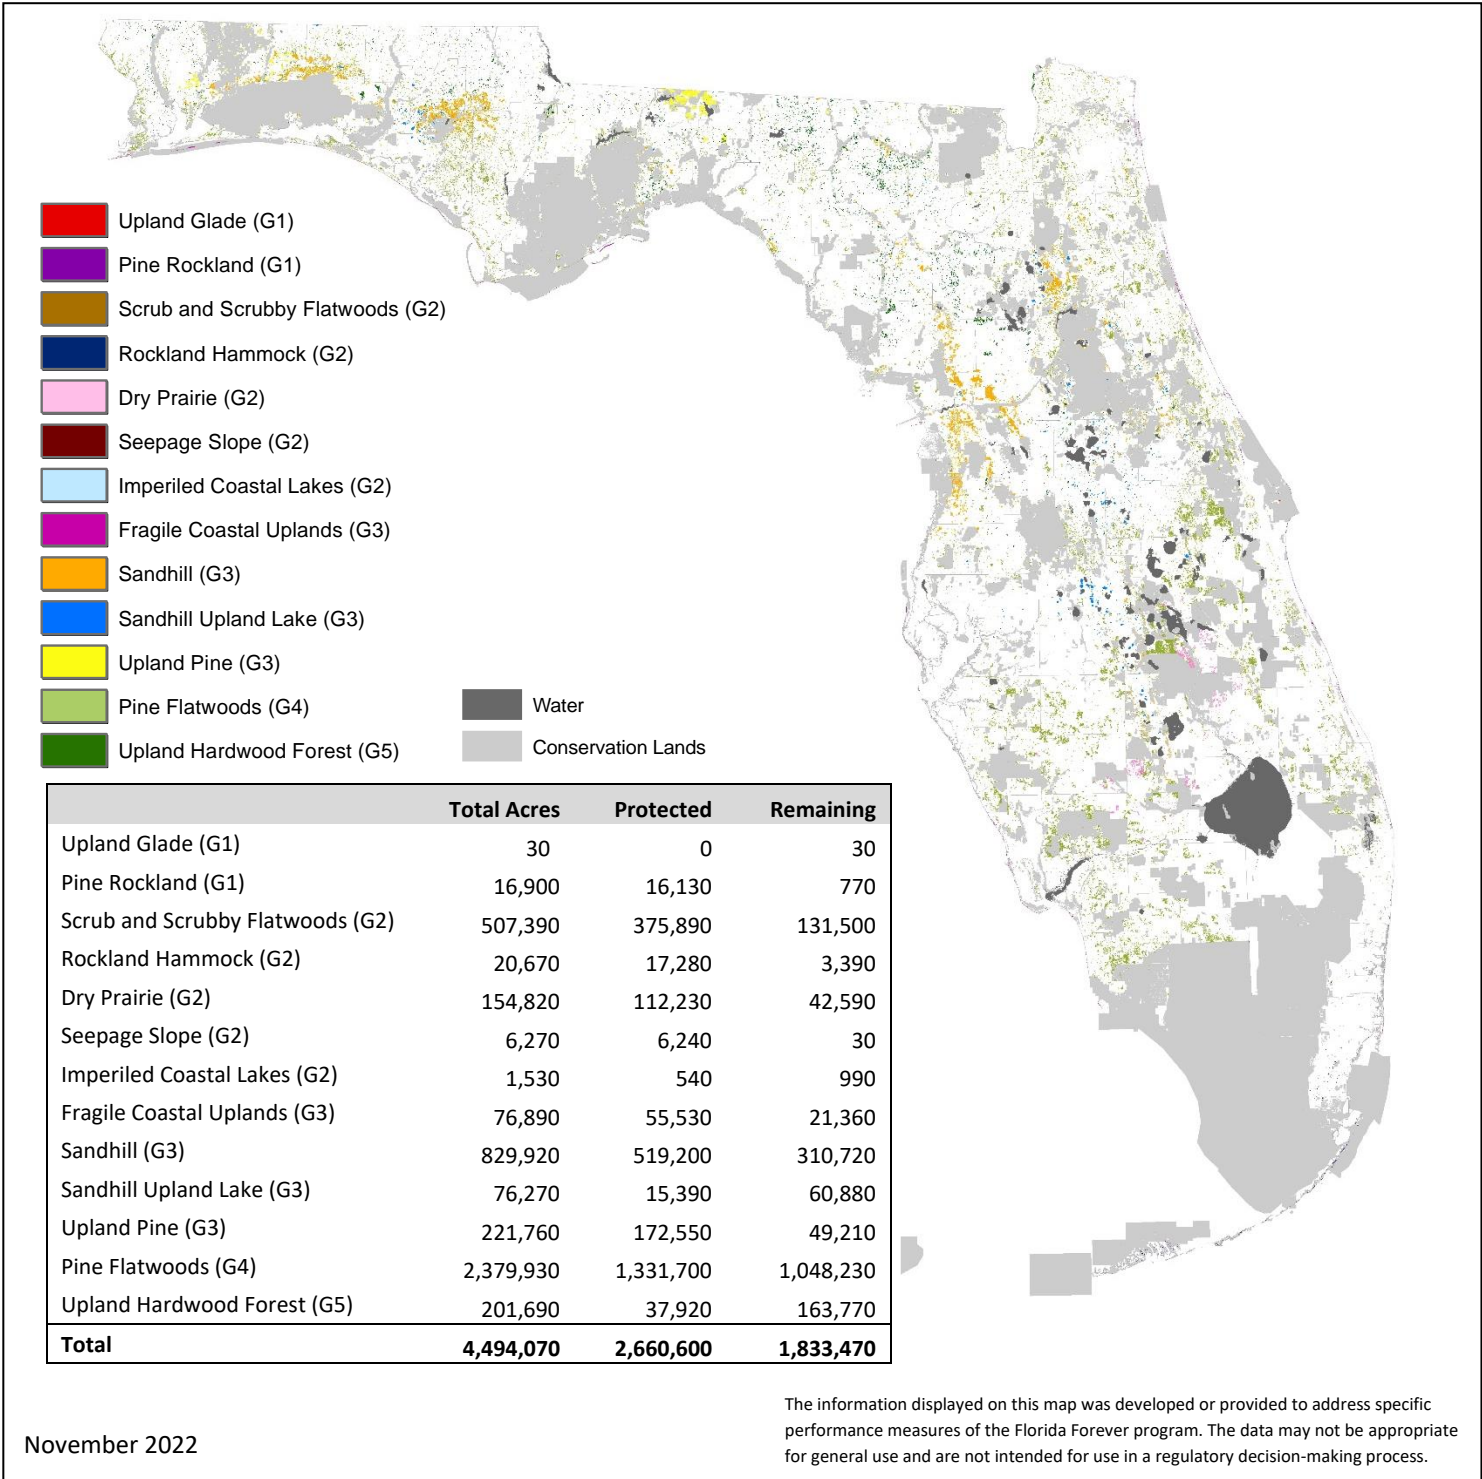 Upland Glade (G1)
Pine Rockland (G1)
Scrub and Scrubby Flatwoods (G2)
Rockland Hammock (G2)
Dry Prairie (G2)
Seepage Slope (G2)
Imperiled Coastal Lakes (G2)
Fragile Coastal Uplands (G3)
Sandhill (G3)
Sandhill Upland Lake (G3)
Upland Pine (G3)
Pine Flatwoods (G4)
Upland Hardwood Forest (G5)
Water
Conservation Lands
Total Acres Protected Remaining
Upland Glade (G1) 30 0 30
Pine Rockland (G1) 16,900 16,130 770
Scrub and Scrubby Flatwoods (G2) 507,390 375,890 131,500
Rockland Hammock (G2) 20,670 17,280 3,390
Dry Prairie (G2) 154,820 112,230 42,590
Seepage Slope (G2) 6,270 6,240 30
Imperiled Coastal Lakes (G2) 1,530 540 990
Fragile Coastal Uplands (G3) 76,890 55,530 21,360
Sandhill (G3) 829,920 519,200 310,720
Sandhill Upland Lake (G3) 76,270 15,390 60,880
Upland Pine (G3) 221,760 172,550 49,210
Pine Flatwoods (G4) 2,379,930 1,331,700 1,048,230
Upland Hardwood Forest (G5) 201,690 37,920 163,770
Total 4,494,070 2,660,600 1,833,470
November 2022
The information displayed on this map was developed or provided to address specific
performance measures of the Florida Forever program. The data may not be appropriate
for general use and are not intended for use in a regulatory decision-making process.